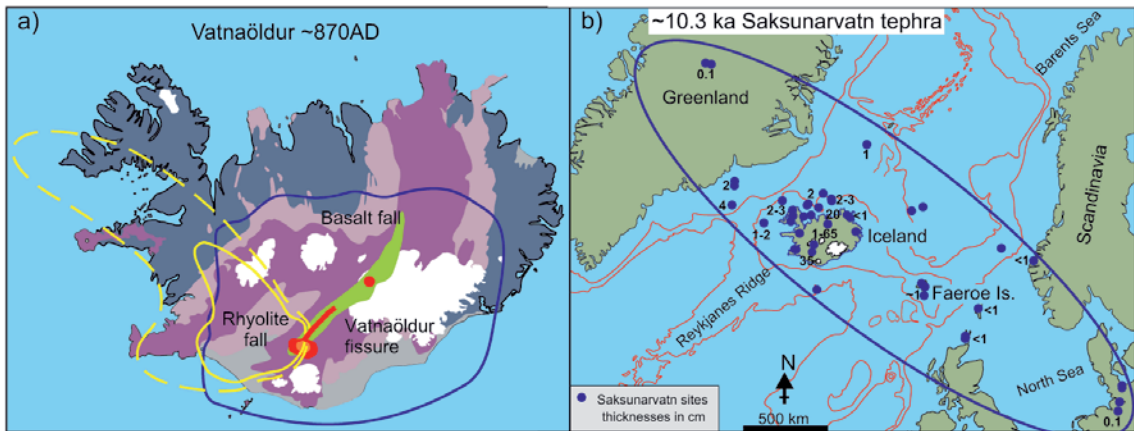 a)
Vatnaöldur ~870AD
Basalt fall
Rhyolite
fall
Vatnaöldur
fissure
b)
~10.3 ka Saksunarvatn tephra
Barents Sea
0.1
Greenland
1
Scandinavia
2
2
2-3
4
2-3
20
<1
1-2
1-65
Iceland
35
<1
Reykjanes Ridge
~1
Faeroe Is.
<1
<1
N
North Sea
Saksunarvatn sites
thicknesses in cm
500 km
0.1